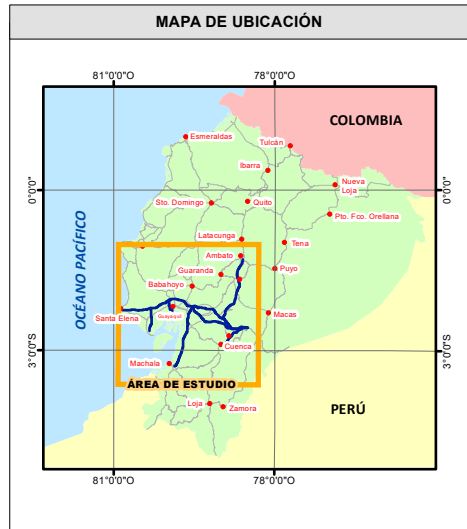 MAPA DE UBICACIÓN
81°0'0"O
78°0'0"O
COLOMBIA
Esmeraldas
Tulcán
Ibarra
Nueva
Loja
0°0'0"
0°0'0"
Sto. Domingo
Quito
Pto. Fco. Orellana
OCÉANO PACÍFICO
Latacunga
Tena
Ambato
Guaranda
Puyo
Babahoyo
Santa Elena
Guayaquil
Macas
3°0'0"S
3°0'0"S
Cuenca
Machala
ÁREA DE ESTUDIO
Loja
Zamora
PERÚ
81°0'0"O
78°0'0"O